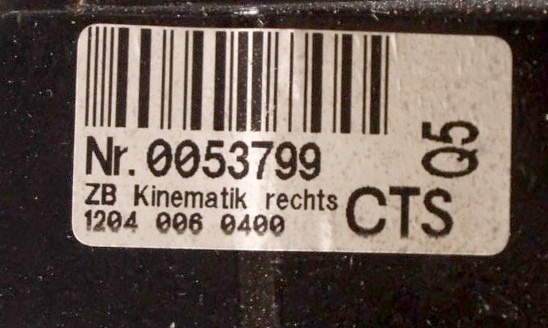 Nr. 0053799
ZB Kinematik rechts
1204 006 0400
CTS
Q5